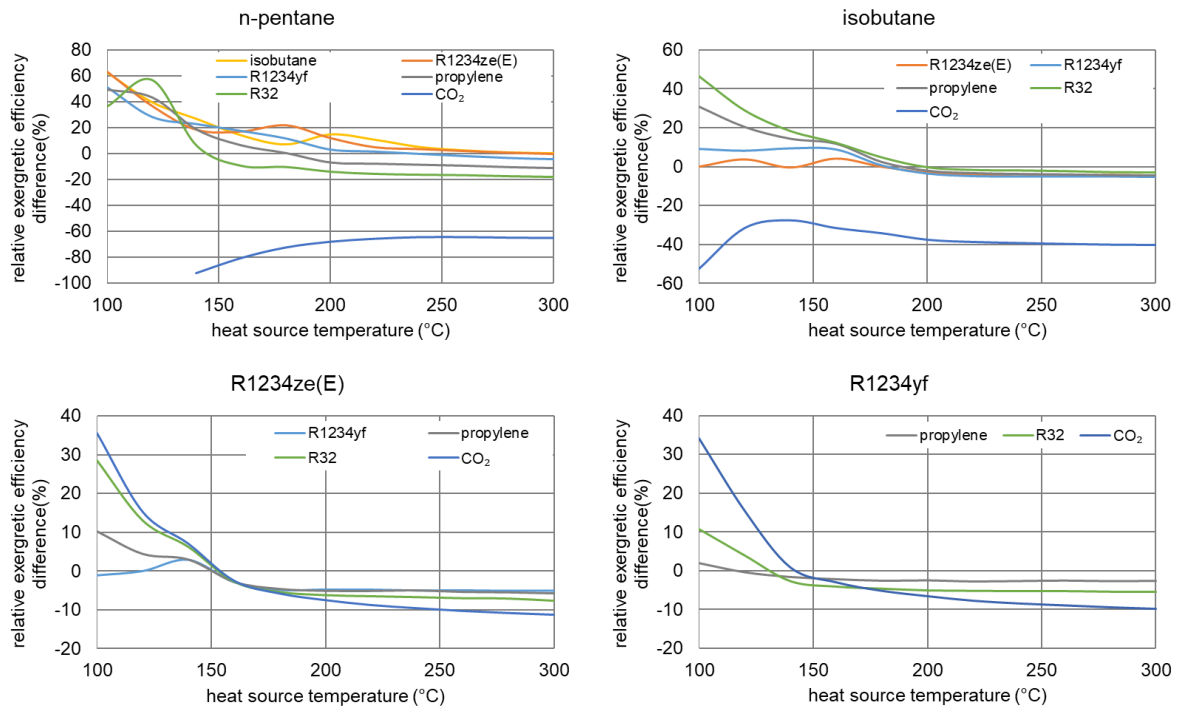 n-pentane
relative exergretic efficiency
difference(%)
80
60
40
20
0
-20
-40
-60
-80
-100
isobutane
R1234ze(E)
R1234yf
propylene
R32
CO₂
100
150
200
250
300
heat source temperature (°C)
isobutane
relative exergretic efficiency
difference(%)
60
40
20
0
-20
-40
-60
R1234ze(E)
R1234yf
propylene
R32
CO₂
100
150
200
250
300
heat source temperature (°C)
R1234ze(E)
relative exergretic efficiency
difference(%)
40
30
20
10
0
-10
-20
R1234yf
propylene
R32
CO₂
100
150
200
250
300
heat source temperature (°C)
R1234yf
relative exergretic efficiency
difference(%)
40
30
20
10
0
-10
-20
propylene
R32
CO₂
100
150
200
250
300
heat source temperature (°C)